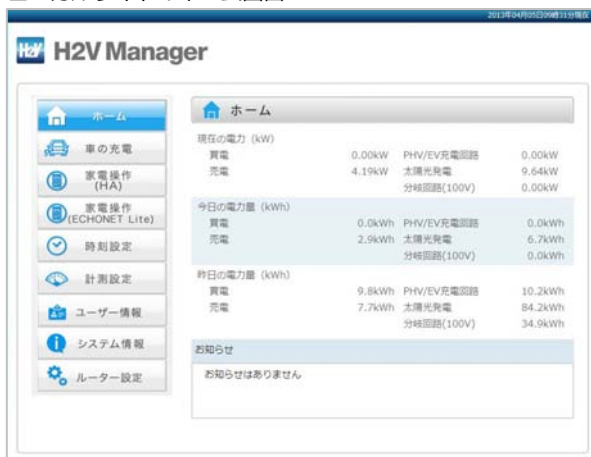 2013年04月05日09時31分現在
H2V H2V Manager
ホーム
車の充電
家電操作
(HA)
家電操作
(ECHONET Lite)
時刻設定
計測設定
ユーザー情報
システム情報
ルーター設定
ホーム
現在の電力 (kW)
買電 0.00kW PHV/EV充電回路 0.00kW
売電 4.19kW 太陽光発電 9.64kW
分岐回路(100V) 0.00kW
今日の電力量 (kWh)
買電 0.0kWh PHV/EV充電回路 0.0kWh
売電 2.9kWh 太陽光発電 6.7kWh
分岐回路(100V) 0.0kWh
昨日の電力量 (kWh)
買電 9.8kWh PHV/EV充電回路 10.2kWh
売電 7.7kWh 太陽光発電 84.2kWh
分岐回路(100V) 34.9kWh
お知らせ
お知らせはありません